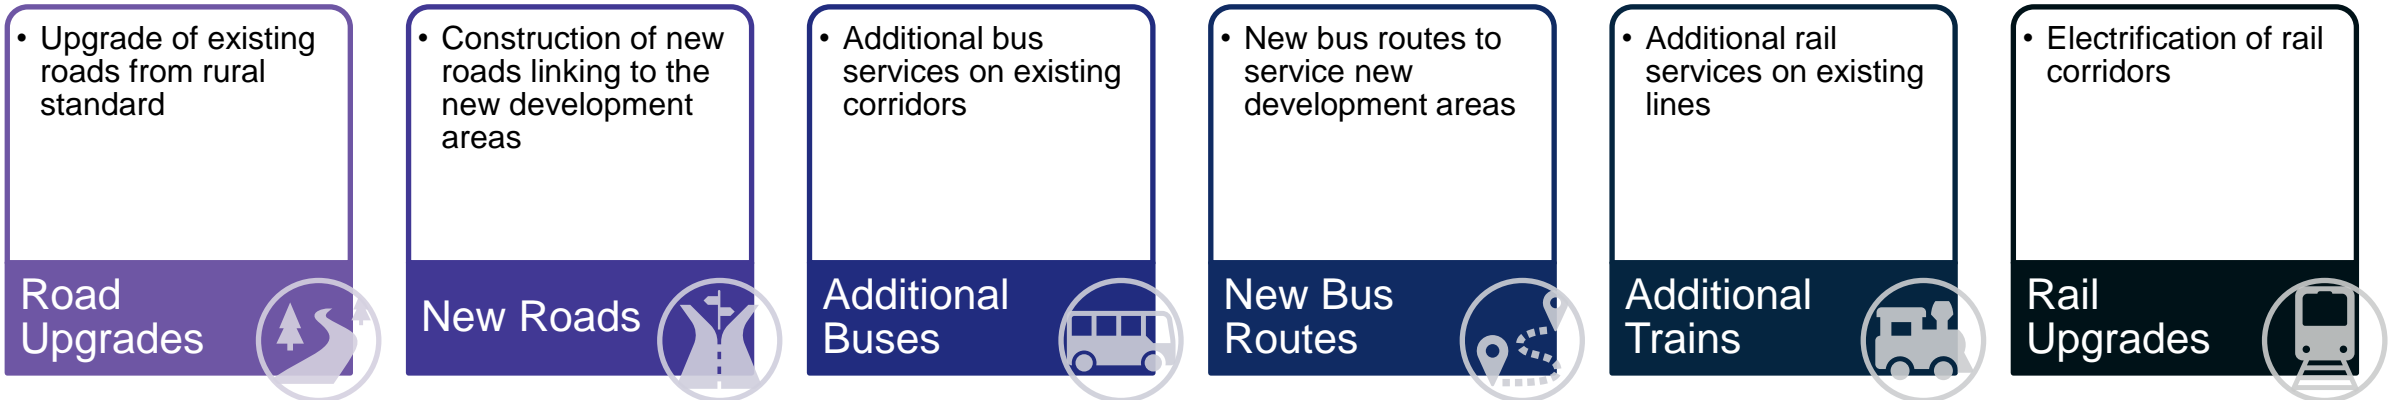 • Upgrade of existing
roads from rural
standard
Road
Upgrades
• Construction of new
roads linking to the
new development
areas
New Roads
• Additional bus
services on existing
corridors
Additional
Buses
• New bus routes to
service new
development areas
New Bus
Routes
• Additional rail
services on existing
lines
Additional
Trains
• Electrification of rail
corridors
Rail
Upgrades